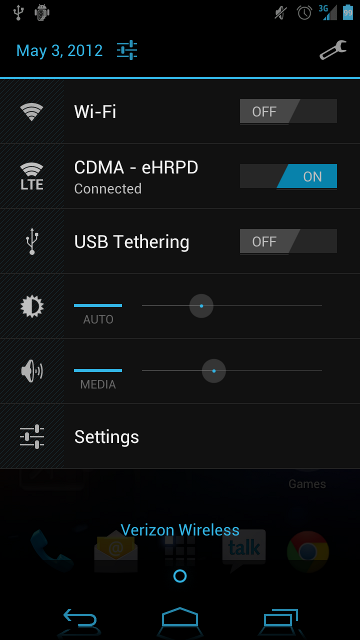 3G
99
May 3, 2012
Wi-Fi
OFF
CDMA - eHRPD
Connected
ON
LTE
USB Tethering
OFF
AUTO
MEDIA
Settings
Games
Verizon Wireless
talk